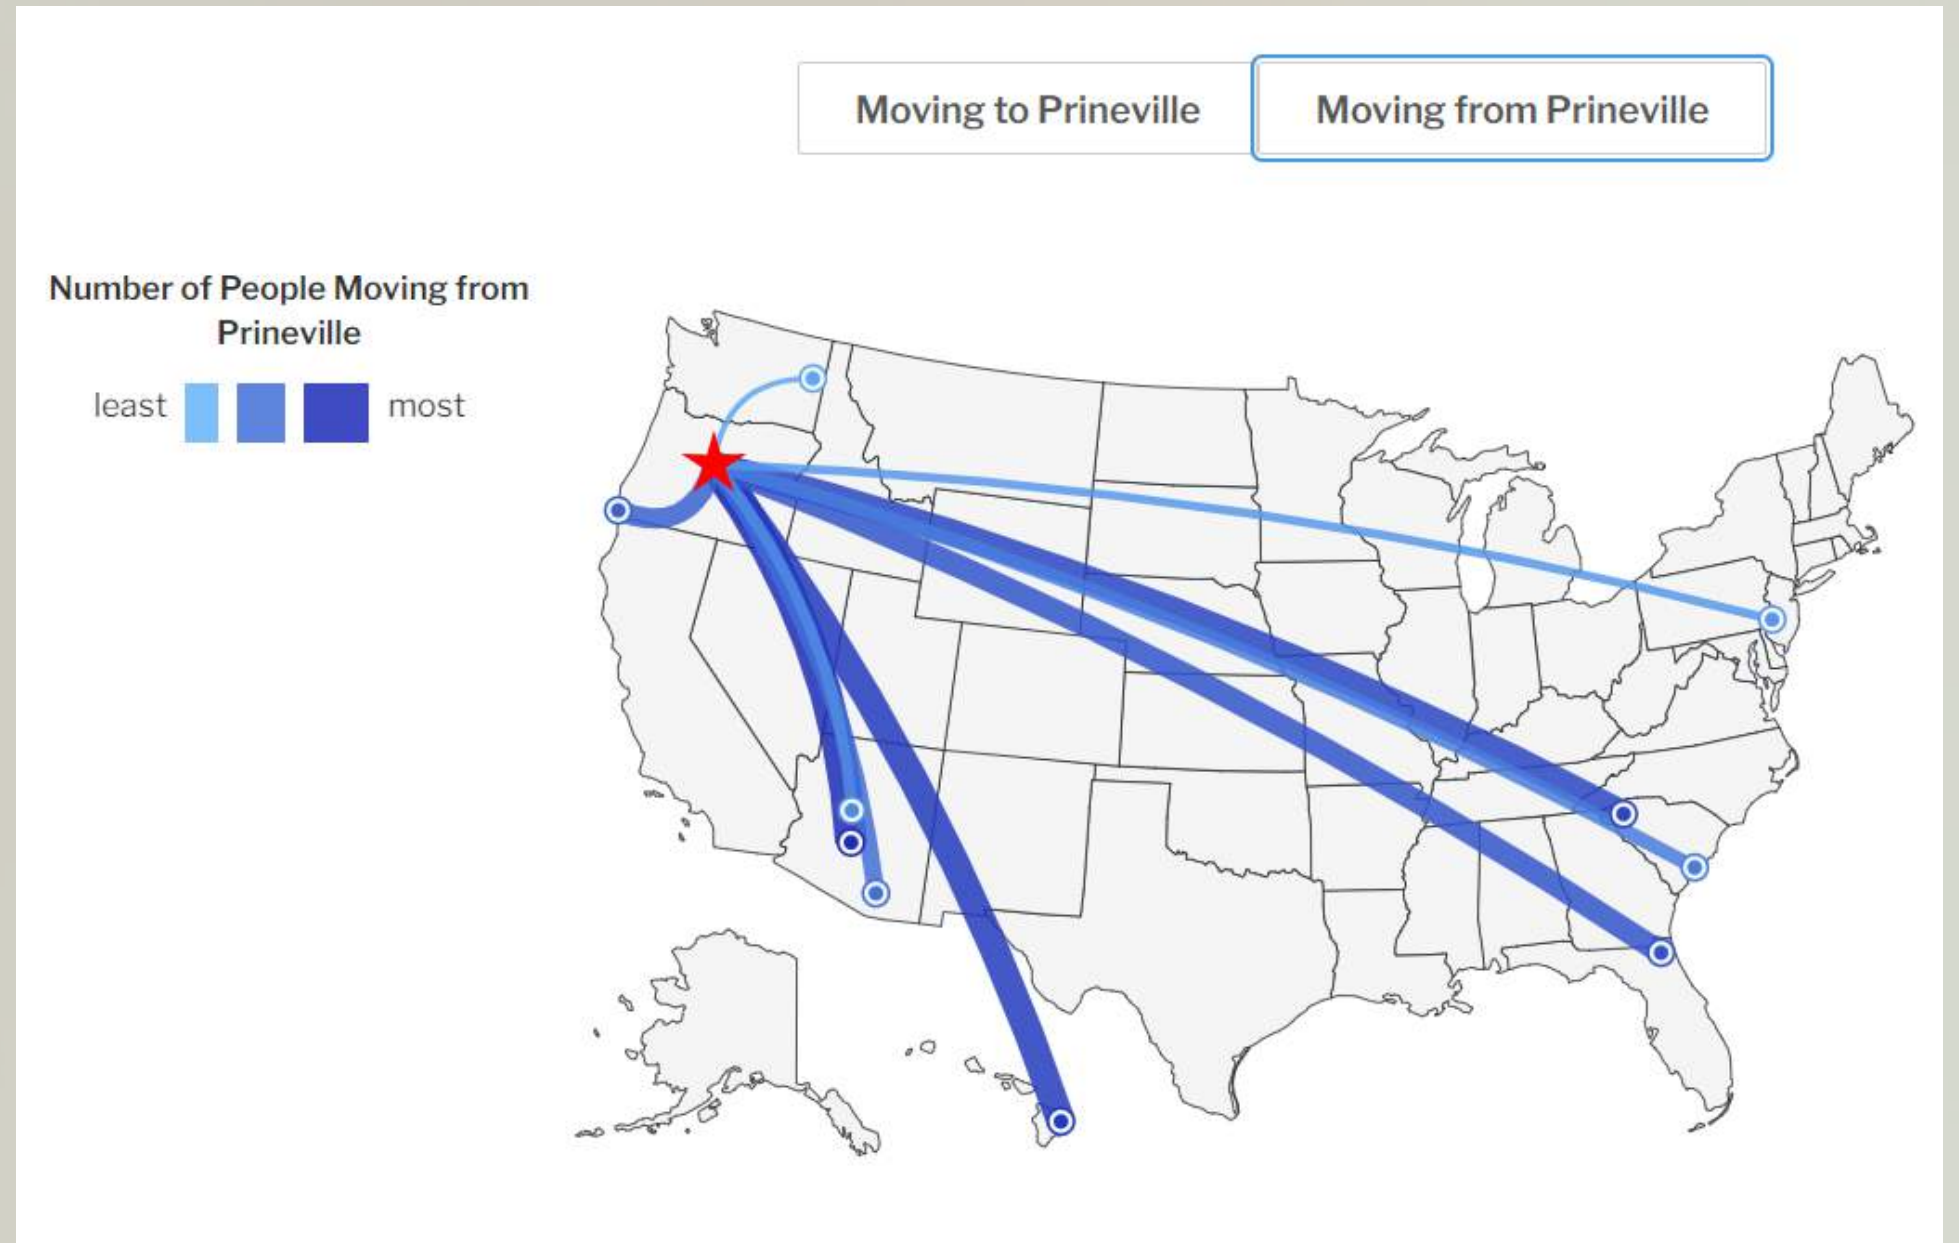 Moving to Prineville
Moving from Prineville
Number of People Moving from
Prineville
least
most